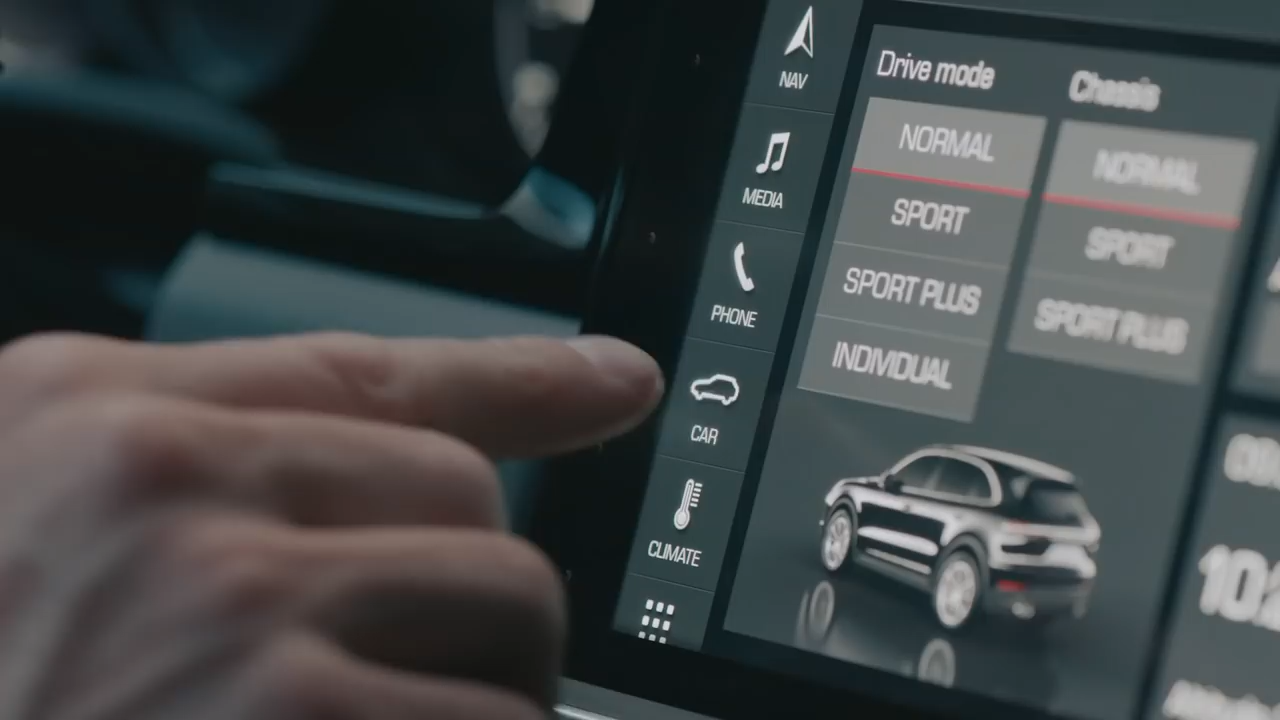 NAV
MEDIA
PHONE
CAR
CLIMATE
Drive mode
NORMAL
SPORT
SPORT PLUS
INDIVIDUAL
Chassis
NORMAL
SPORT
SPORT PLUS